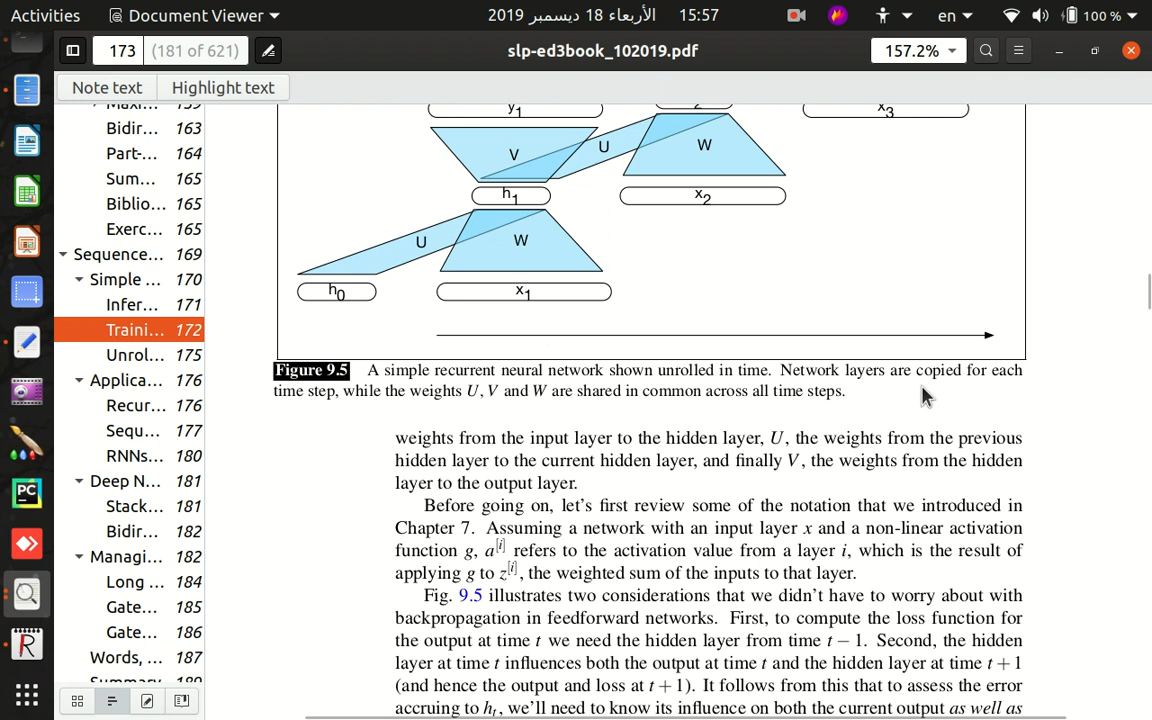 Activities
Document Viewer
الأربعاء 18 ديسمبر 2019 15:57
en
100 %
173 (181 of 621)
slp-ed3book_102019.pdf
157.2%
Note text
Highlight text
Bidir... 163
Part-... 164
Sum... 165
Biblio... 165
Exerc... 165
Sequence... 169
Simple ... 170
Infer... 171
Traini... 172
Unrol... 175
Applica... 176
Recur... 176
Sequ... 177
RNNs... 180
Deep N... 181
Stack... 181
Bidir... 182
Managi... 182
Long ... 184
Gate... 185
Gate... 186
Words, ... 187
PC
y1
x3
V
U
W
h1
x2
U
W
h0
x1
Figure 9.5 A simple recurrent neural network shown unrolled in time. Network layers are copied for each
time step, while the weights U, V and W are shared in common across all time steps.
weights from the input layer to the hidden layer, U, the weights from the previous
hidden layer to the current hidden layer, and finally V, the weights from the hidden
layer to the output layer.
Before going on, let's first review some of the notation that we introduced in
Chapter 7. Assuming a network with an input layer x and a non-linear activation
function g, a[i] refers to the activation value from a layer i, which is the result of
applying g to z[i], the weighted sum of the inputs to that layer.
Fig. 9.5 illustrates two considerations that we didn't have to worry about with
backpropagation in feedforward networks. First, to compute the loss function for
the output at time t we need the hidden layer from time t − 1. Second, the hidden
layer at time t influences both the output at time t and the hidden layer at time t + 1
(and hence the output and loss at t + 1). It follows from this that to assess the error
accruing to ht, we'll need to know its influence on both the current output as well as